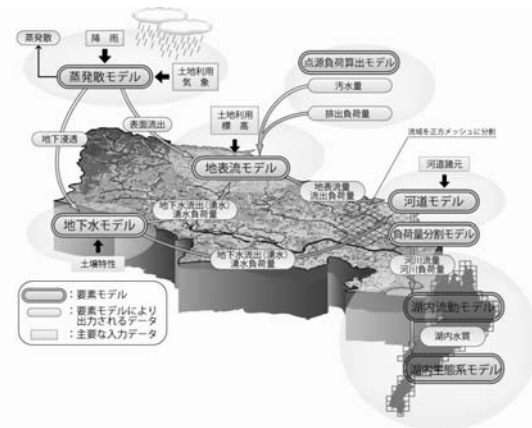 蒸発散
降　雨
蒸発散モデル
土地利用
気　象
点源負荷算出モデル
汚水量
排出負荷量
地下浸透
表面流出
土地利用
標　高
流域を正方メッシュに分割
地表流モデル
河道諸元
地表流量
流出負荷量
河道モデル
地下水流出(湧水)
湧水負荷量
地下水モデル
負荷量分割モデル
地下水流出(湧水)
湧水負荷量
土壌特性
河川流量
河川負荷量
：要素モデル
：要素モデルにより
出力されるデータ
：主要な入力データ
湖内流動モデル
湖内水質
湖内生態系モデル